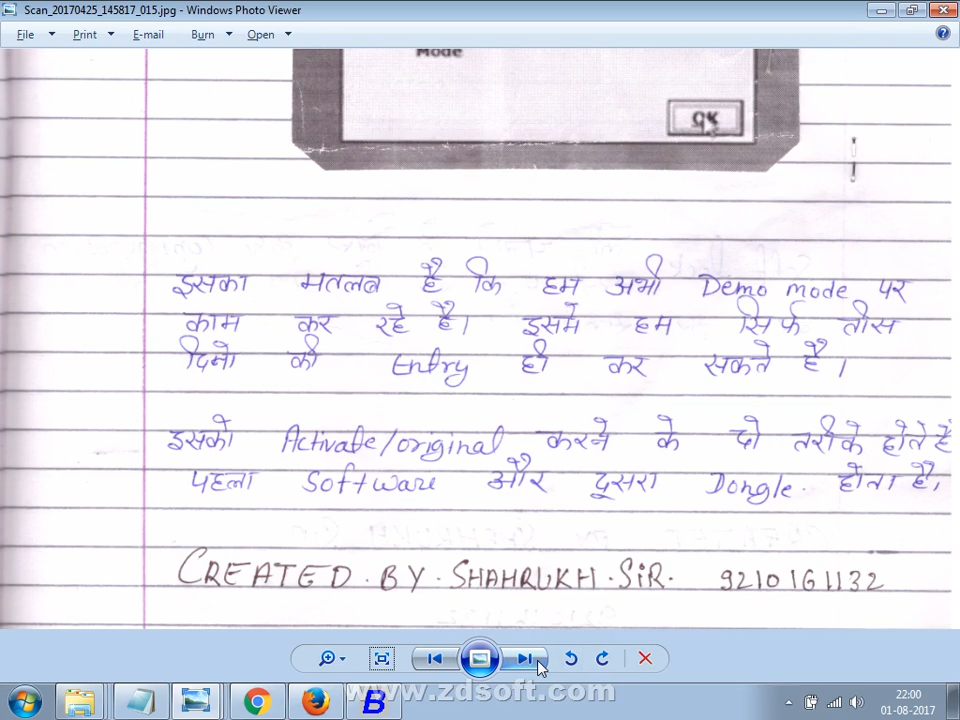 Scan_20170425_145817_015.jpg - Windows Photo Viewer
File Print E-mail Burn Open
Mode
OK
इसका मतलब है कि हम अभी Demo mode पर
काम कर रहे है। इसमे हम सिर्फ तीस
दिनो की Entry ही कर सकते है।
इसको Activate/original करने के दो तरीके होते है
पहला Software और दूसरा Dongle. होता है,
CREATED. BY. SHAHRUKH. SIR. 9210161132
www.zdsoft.com
22:00
01-08-2017